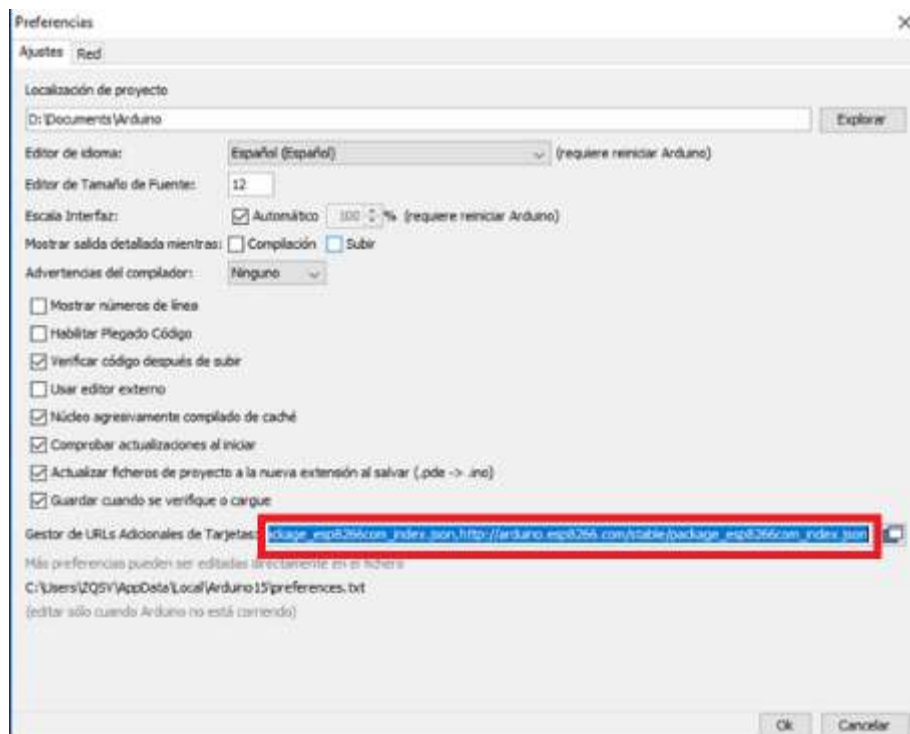 Preferencias
Ajustes Red
Localización de proyecto
D:\Documents\Arduino Explorar
Editor de idioma: Español (Español) (requiere reiniciar Arduino)
Editor de Tamaño de Fuente: 12
Escala Interfaz: Automático 100 % (requiere reiniciar Arduino)
Mostrar salida detallada mientras: Compilación Subir
Advertencias del compilador: Ninguno
Mostrar números de línea
Habilitar Plegado Código
Verificar código después de subir
Usar editor externo
Núcleo agresivamente compilado de caché
Comprobar actualizaciones al iniciar
Actualizar ficheros de proyecto a la nueva extensión al salvar (.pde -> .ino)
Guardar cuando se verifique o cargue
Gestor de URLs Adicionales de Tarjetas: ackage_esp8266com_index.json,http://arduino.esp8266.com/stable/package_esp8266com_index.json
Más preferencias pueden ser editadas directamente en el fichero
C:\Users\ZQSV\AppData\Local\Arduino15\preferences.txt
(editar sólo cuando Arduino no está corriendo)
Ok Cancelar